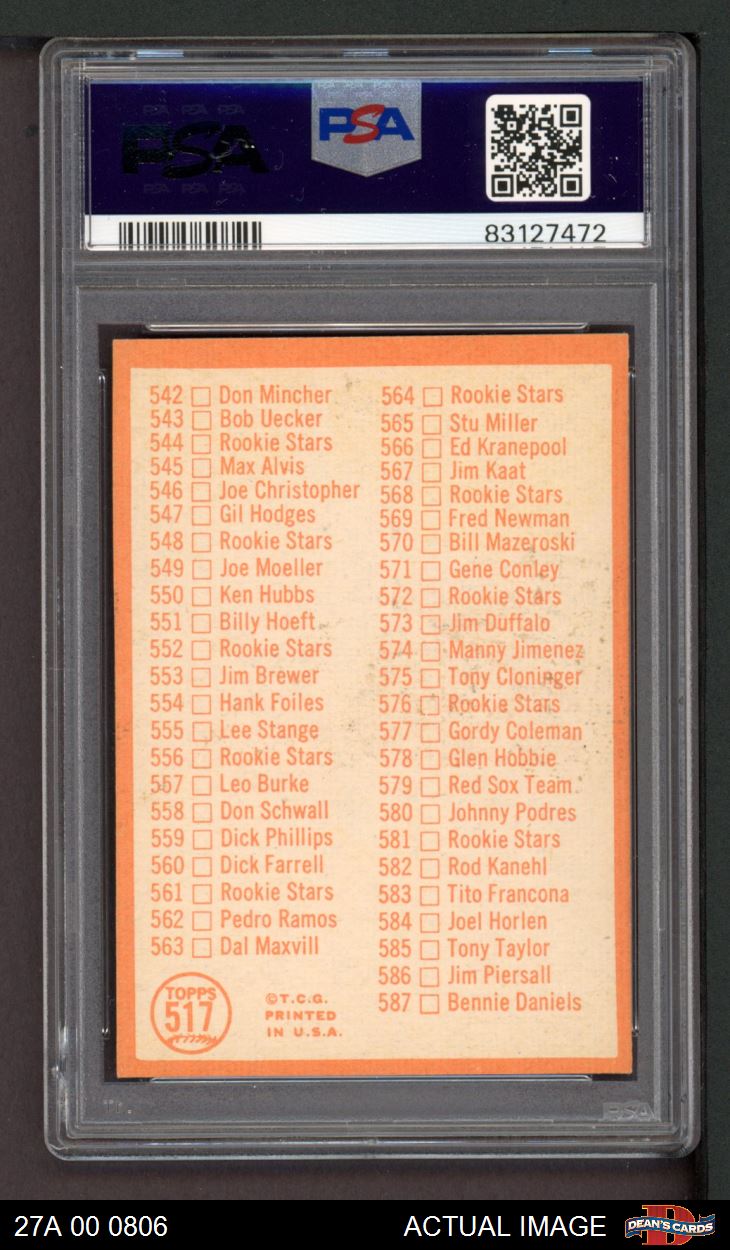 PSA PSA PSA
PSA
PSA PSA PSA
PSA
83127472
542 Don Mincher
543 Bob Uecker
544 Rookie Stars
545 Max Alvis
546 Joe Christopher
547 Gil Hodges
548 Rookie Stars
549 Joe Moeller
550 Ken Hubbs
551 Billy Hoeft
552 Rookie Stars
553 Jim Brewer
554 Hank Foiles
555 Lee Stange
556 Rookie Stars
557 Leo Burke
558 Don Schwall
559 Dick Phillips
560 Dick Farrell
561 Rookie Stars
562 Pedro Ramos
563 Dal Maxvill
564 Rookie Stars
565 Stu Miller
566 Ed Kranepool
567 Jim Kaat
568 Rookie Stars
569 Fred Newman
570 Bill Mazeroski
571 Gene Conley
572 Rookie Stars
573 Jim Duffalo
574 Manny Jimenez
575 Tony Cloninger
576 Rookie Stars
577 Gordy Coleman
578 Glen Hobbie
579 Red Sox Team
580 Johnny Podres
581 Rookie Stars
582 Rod Kanehl
583 Tito Francona
584 Joel Horlen
585 Tony Taylor
586 Jim Piersall
587 Bennie Daniels
TOPPS
517
©T.C.G.
PRINTED
IN U.S.A.
PSA
27A 00 0806
ACTUAL IMAGE
DEAN'S CARDS